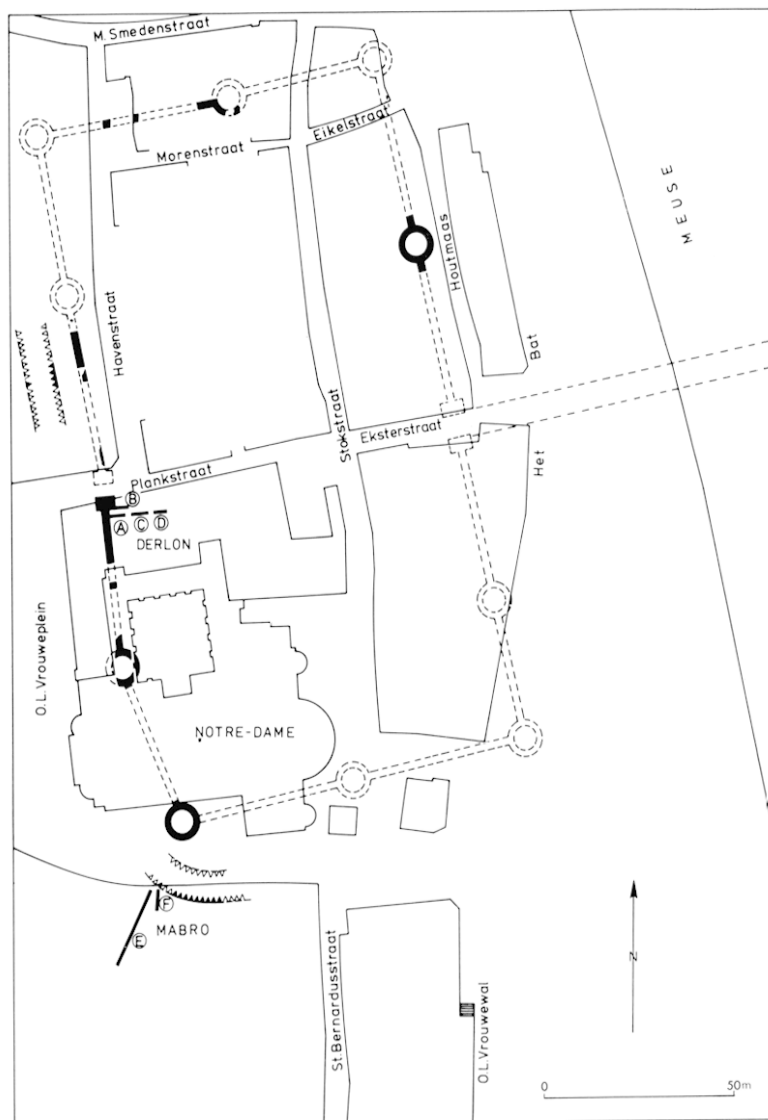 M. Smedenstraat
Eikelstraat
Morenstraat
MEUSE
Houtmaas
Havenstraat
Bat
Stokstraat
Eksterstraat
Plankstraat
Het
B
A C D
DERLON
O.L.Vrouweplein
NOTRE-DAME
F
MABRO
E
N
St.Bernardusstraat
O.L.Vrouwewal
0 50m